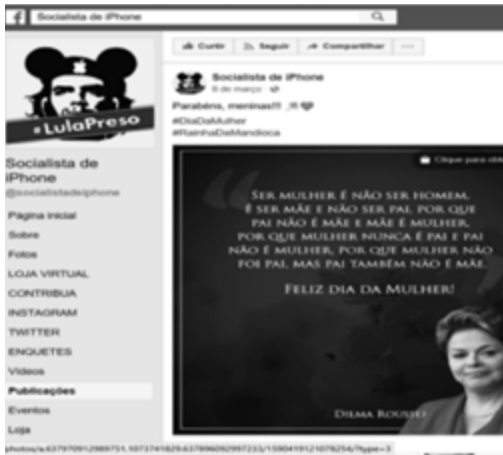 Socialista de iPhone
Curtir Seguir Compartilhar ...
#LulaPreso
Socialista de iPhone
8 de março
Parabéns, meninas!!!
#DiaDaMulher
#RainhaDaMandioca
Socialista de
iPhone
@socialistadeiphone
Página inicial
Sobre
Fotos
LOJA VIRTUAL
CONTRIBUA
INSTAGRAM
TWITTER
ENQUETES
Vídeos
Publicações
Eventos
Loja
Clique para obt
SER MULHER É NÃO SER HOMEM.
É SER MÃE E NÃO SER PAI, POR QUE
PAI NÃO É MÃE E MÃE É MULHER,
POR QUE MULHER NUNCA É PAI E PAI
NÃO É MULHER, POR QUE MULHER NÃO
FOI PAI, MAS PAI TAMBÉM NÃO É MÃE.
FELIZ DIA DA MULHER!
DILMA ROUSSEF